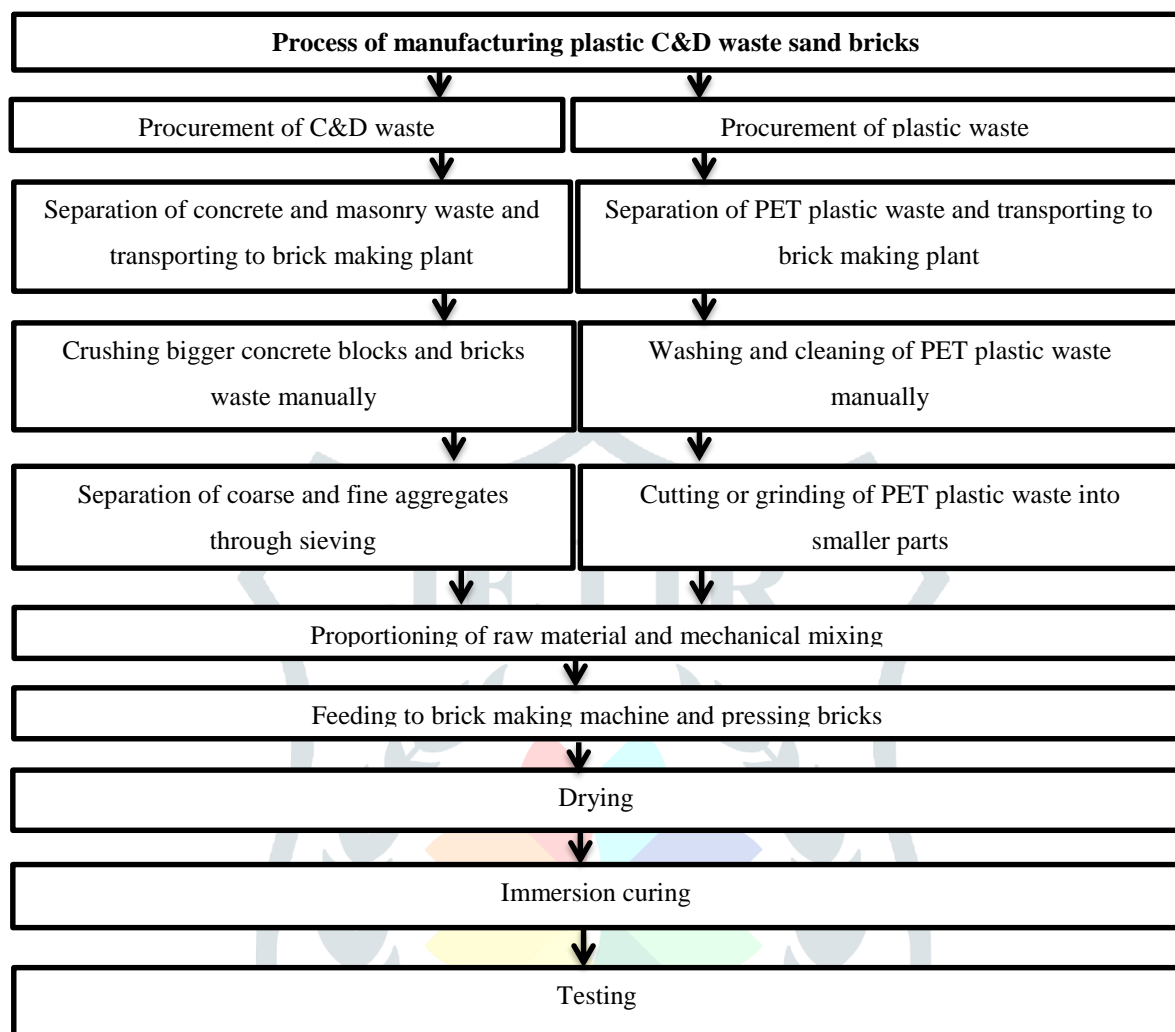 Process of manufacturing plastic C&D waste sand bricks
Procurement of C&D waste
Procurement of plastic waste
Separation of concrete and masonry waste and
transporting to brick making plant
Separation of PET plastic waste and transporting to
brick making plant
Crushing bigger concrete blocks and bricks
waste manually
Washing and cleaning of PET plastic waste
manually
Separation of coarse and fine aggregates
through sieving
Cutting or grinding of PET plastic waste into
smaller parts
JETIR
Proportioning of raw material and mechanical mixing
Feeding to brick making machine and pressing bricks
Drying
Immersion curing
Testing